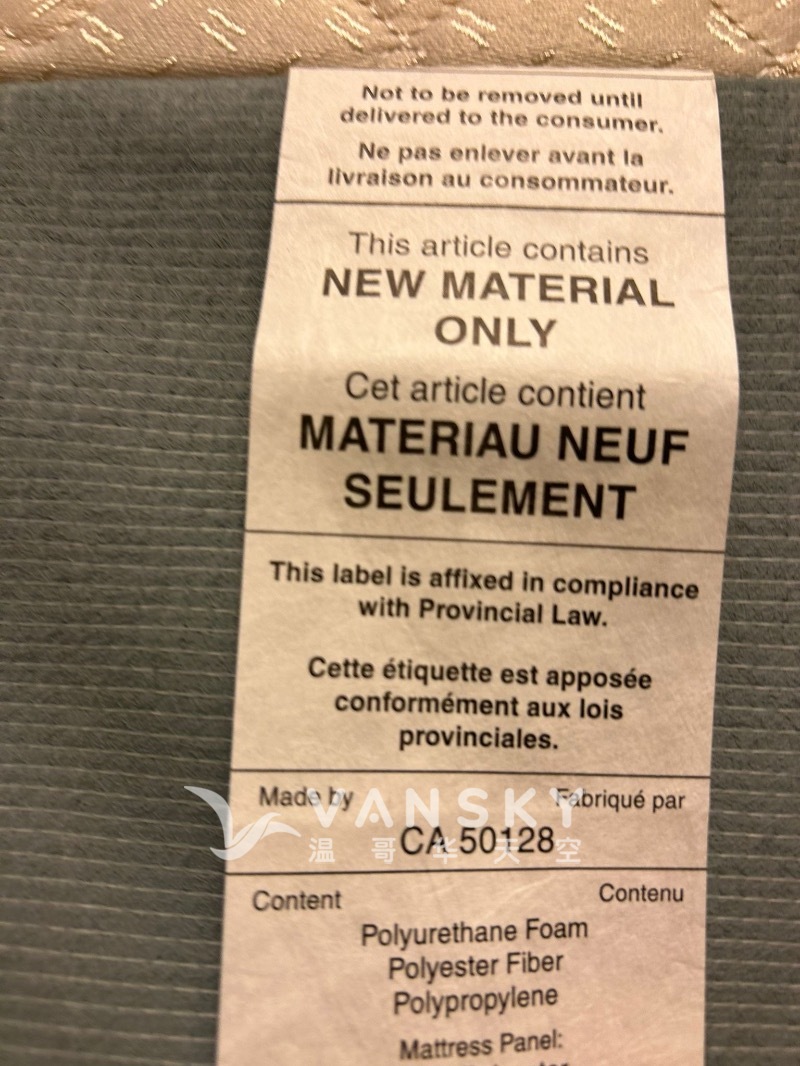 Not to be removed until
delivered to the consumer.
Ne pas enlever avant la
livraison au consommateur.
This article contains
NEW MATERIAL
ONLY
Cet article contient
MATERIAU NEUF
SEULEMENT
This label is affixed in compliance
with Provincial Law.
Cette étiquette est apposée
conformément aux lois
provinciales.
Made by Fabriqué par
VANSKY
CA 50128
温哥华天空
Content Contenu
Polyurethane Foam
Polyester Fiber
Polypropylene
Mattress Panel: